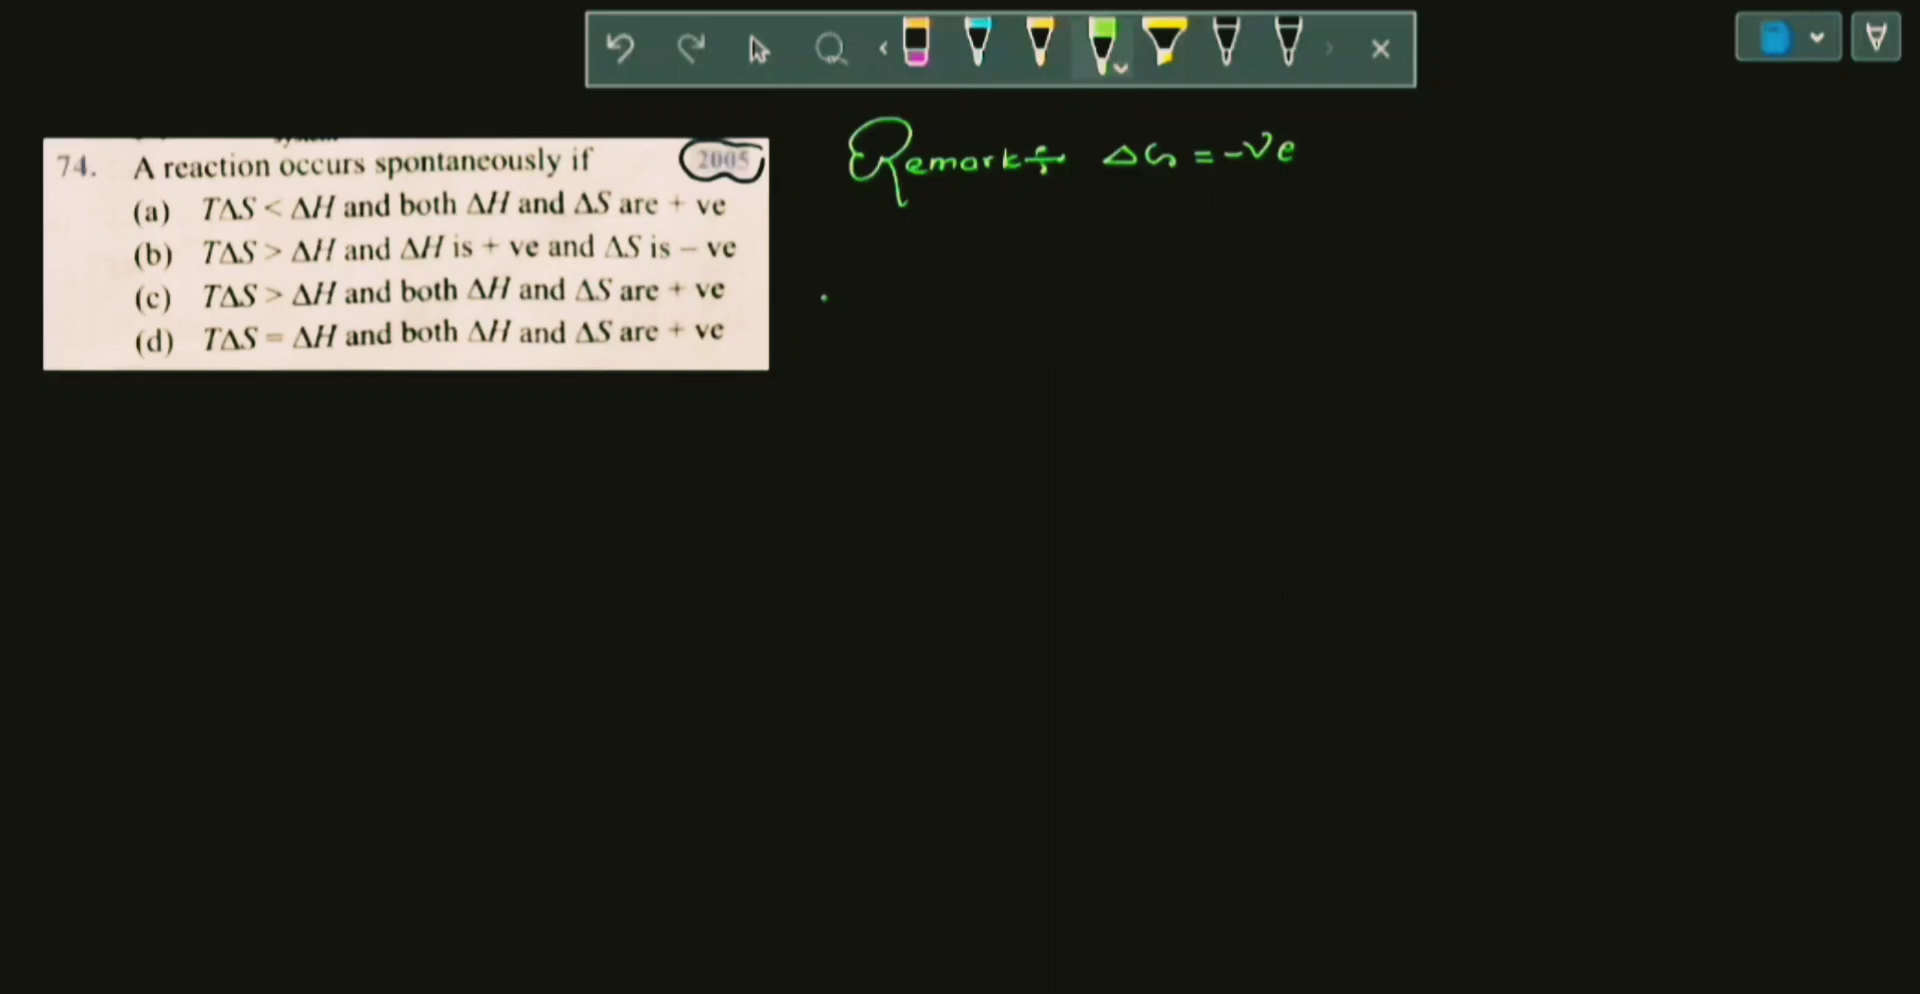 74. A reaction occurs spontaneously if 2005
(a) TΔS < ΔH and both ΔH and ΔS are + ve
(b) TΔS > ΔH and ΔH is + ve and ΔS is – ve
(c) TΔS > ΔH and both ΔH and ΔS are + ve
(d) TΔS = ΔH and both ΔH and ΔS are + ve
Remark÷ ΔG = -ve